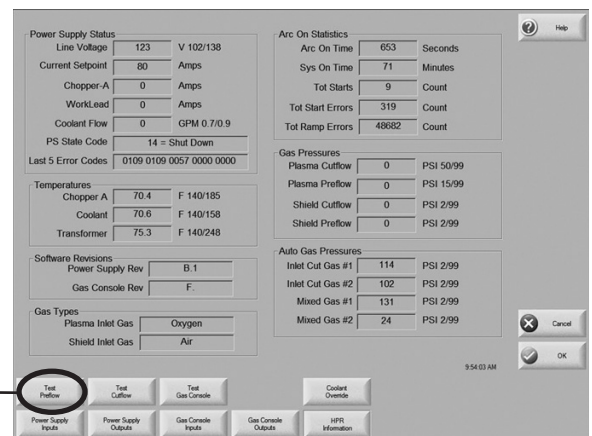 Power Supply Status
Line Voltage 123 V 102/138
Current Setpoint 80 Amps
Chopper-A 0 Amps
WorkLead 0 Amps
Coolant Flow 0 GPM 0.7/0.9
PS State Code 14 = Shut Down
Last 5 Error Codes 0109 0109 0057 0000 0000
Temperatures
Chopper A 70.4 F 140/185
Coolant 70.6 F 140/158
Transformer 75.3 F 140/248
Software Revisions
Power Supply Rev B.1
Gas Console Rev F.
Gas Types
Plasma Inlet Gas Oxygen
Shield Inlet Gas Air
Arc On Statistics
Arc On Time 653 Seconds
Sys On Time 71 Minutes
Tot Starts 9 Count
Tot Start Errors 319 Count
Tot Ramp Errors 48682 Count
Gas Pressures
Plasma Cutflow 0 PSI 50/99
Plasma Preflow 0 PSI 15/99
Shield Cutflow 0 PSI 2/99
Shield Preflow 0 PSI 2/99
Auto Gas Pressures
Inlet Cut Gas #1 114 PSI 2/99
Inlet Cut Gas #2 102 PSI 2/99
Mixed Gas #1 131 PSI 2/99
Mixed Gas #2 24 PSI 2/99
Help
Cancel
OK
9:54:03 AM
Test Preflow
Test Cutflow
Test Gas Console
Coolant Override
Power Supply Inputs
Power Supply Outputs
Gas Console Inputs
Gas Console Outputs
HPR Information